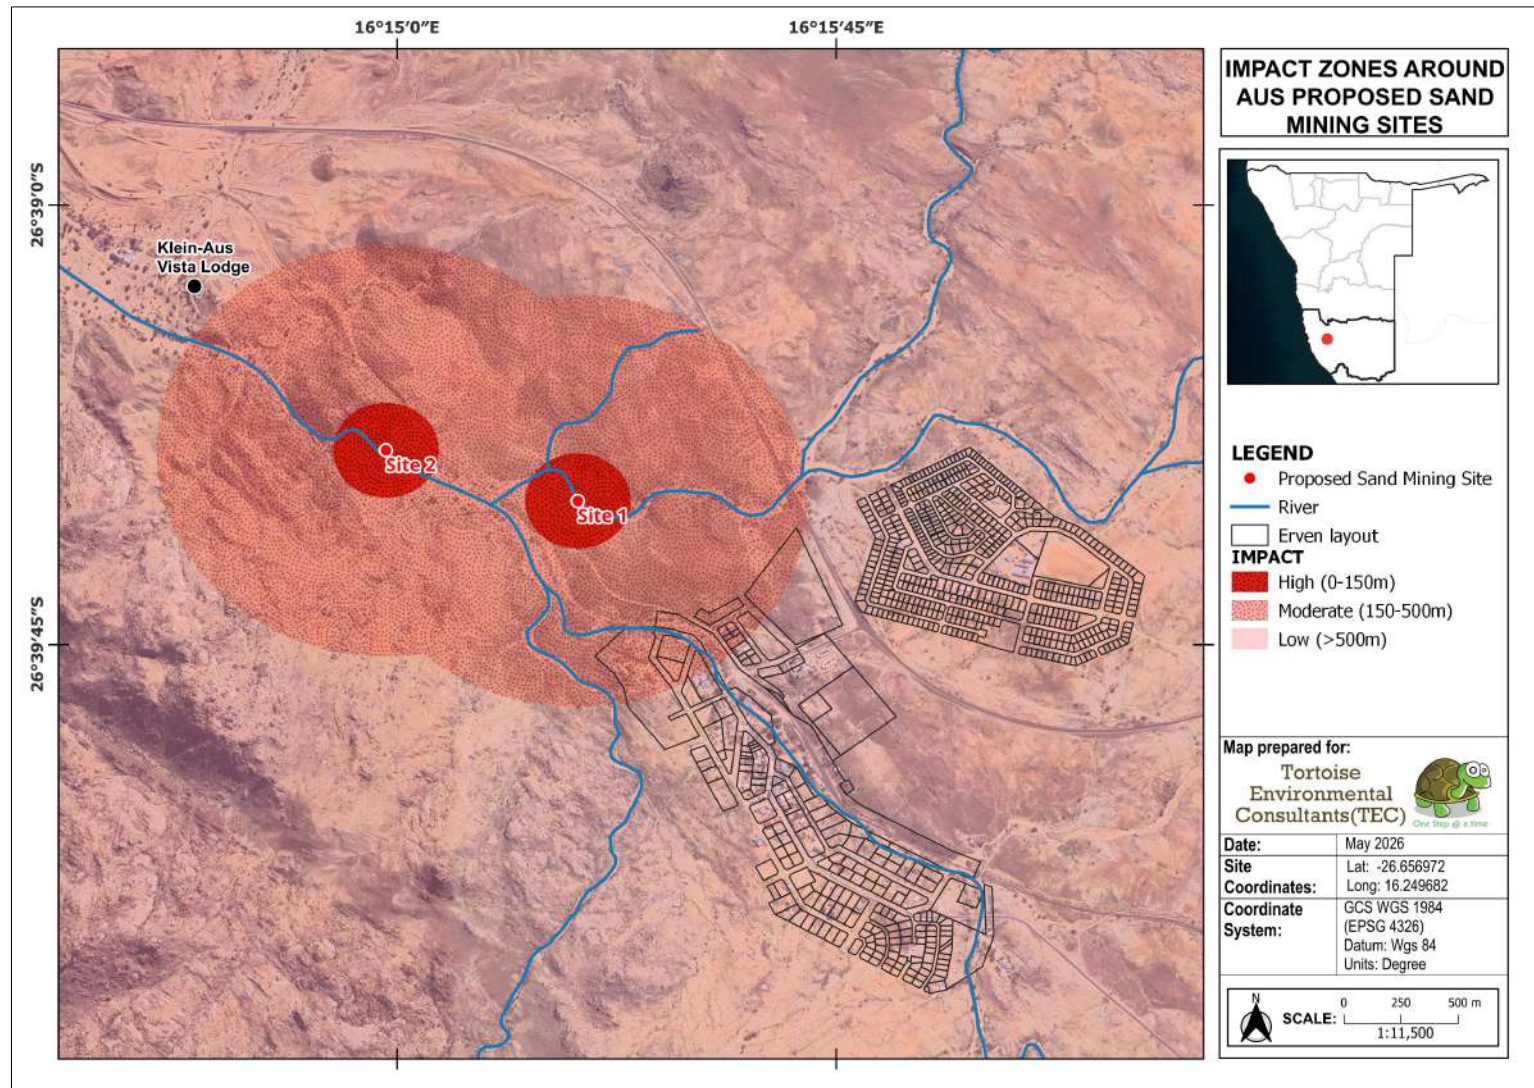 16°15′0″E
16°15′45″E
26°39′0″S
26°39′45″S
Klein-Aus
Vista Lodge
Site 2
Site 1
IMPACT ZONES AROUND
AUS PROPOSED SAND
MINING SITES
LEGEND
Proposed Sand Mining Site
River
Erven layout
IMPACT
High (0-150m)
Moderate (150-500m)
Low (>500m)
Map prepared for:
Tortoise
Environmental
Consultants(TEC)
One Step @ a time
Date: May 2026
Site Coordinates: Lat: -26.656972
Long: 16.249682
Coordinate System: GCS WGS 1984
(EPSG 4326)
Datum: Wgs 84
Units: Degree
N
SCALE: 0 250 500 m
1:11,500